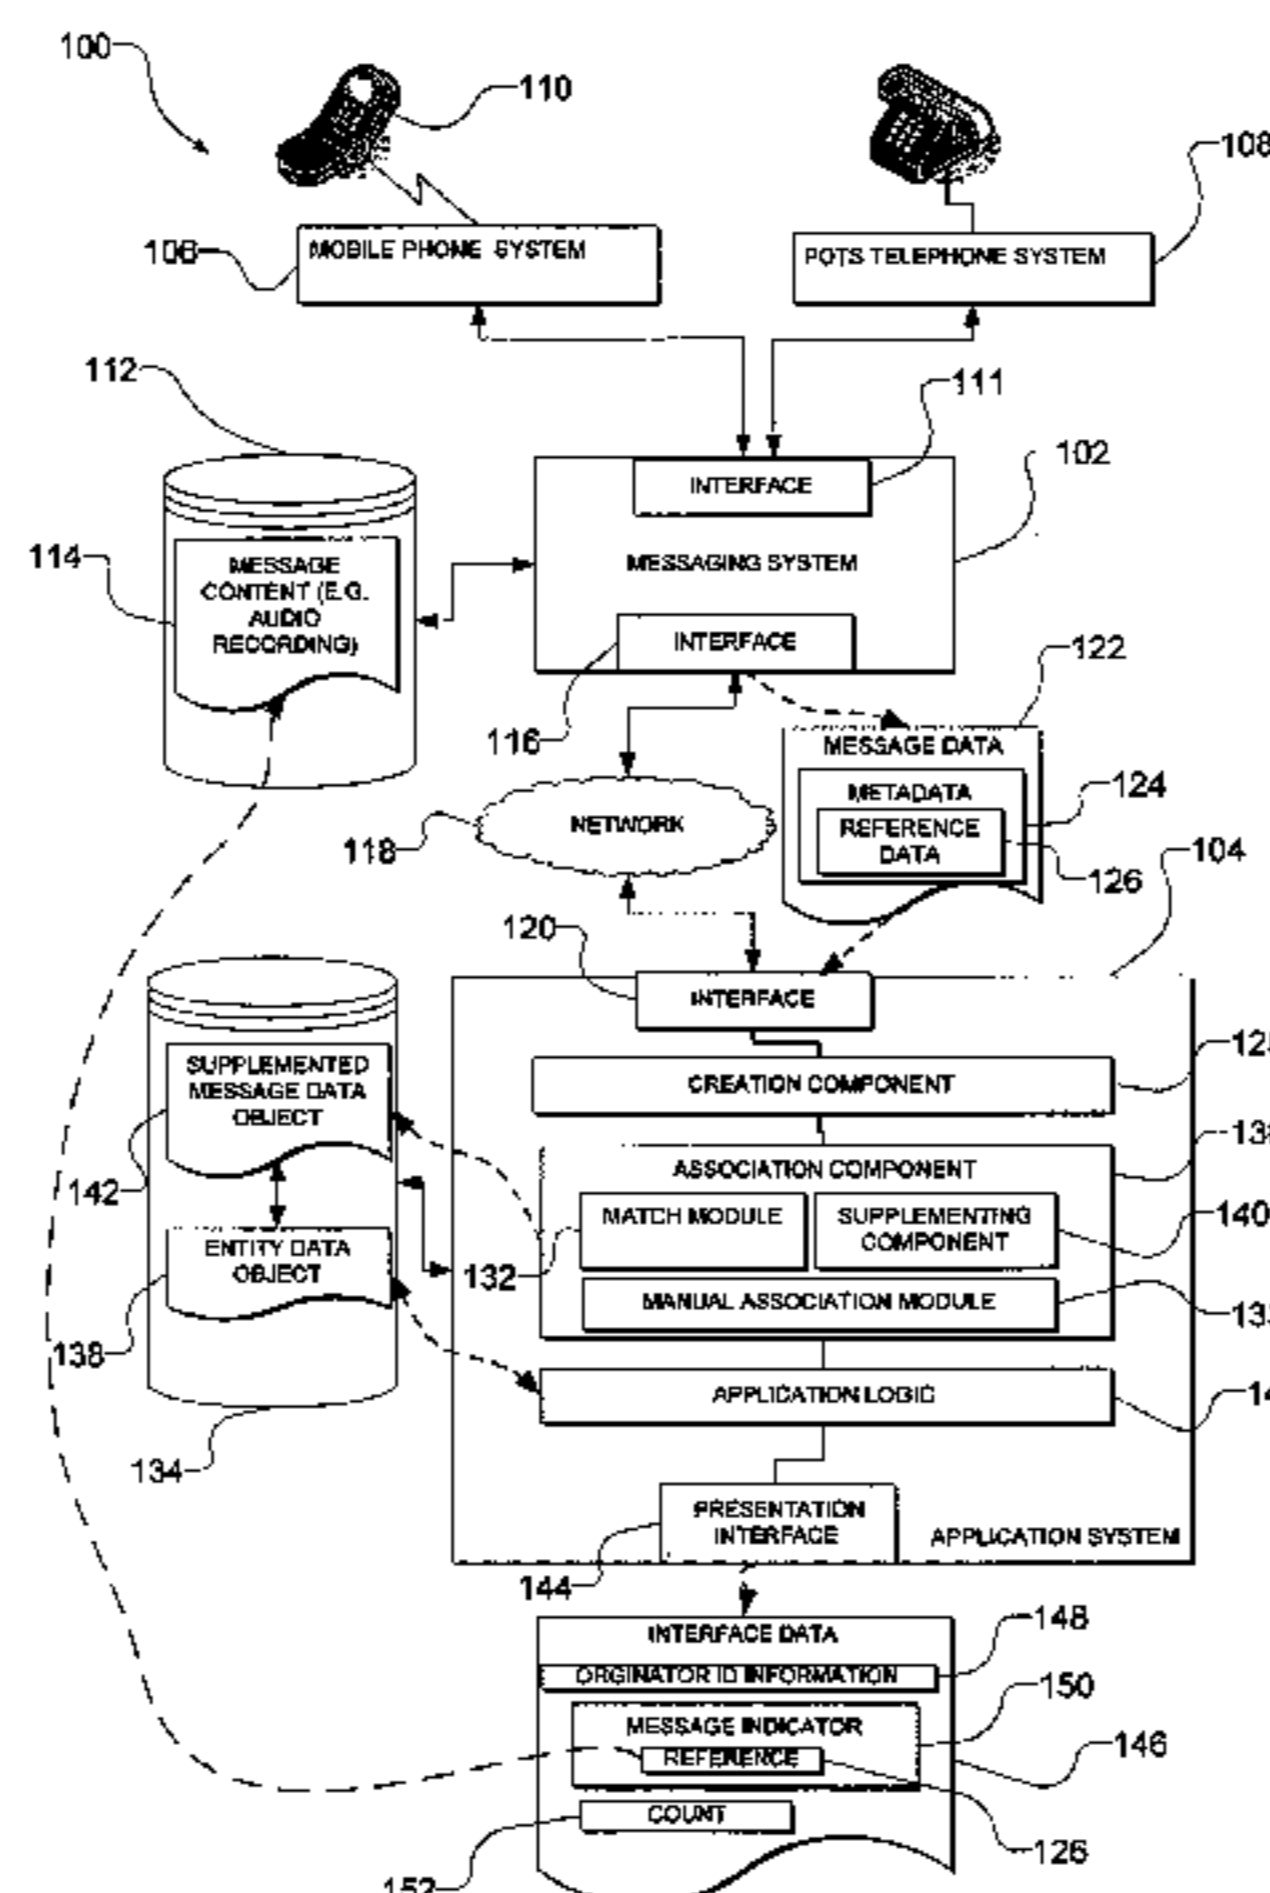 100
110
108
106
MOBILE PHONE SYSTEM
POTS TELEPHONE SYSTEM
112
111
102
INTERFACE
114
MESSAGE
CONTENT (E.G.
AUDIO
RECORDING)
MESSAGING SYSTEM
INTERFACE
122
116
MESSAGE DATA
METADATA
124
REFERENCE
DATA
126
NETWORK
118
104
120
INTERFACE
SUPPLEMENTED
MESSAGE DATA
OBJECT
CREATION COMPONENT
142
ASSOCIATION COMPONENT
MATCH MODULE
SUPPLEMENTING
COMPONENT
140
132
ENTITY DATA
OBJECT
MANUAL ASSOCIATION MODULE
138
APPLICATION LOGIC
134
PRESENTATION
INTERFACE
APPLICATION SYSTEM
144
INTERFACE DATA
148
ORGINATOR ID INFORMATION
150
MESSAGE INDICATOR
REFERENCE
146
COUNT
126
152